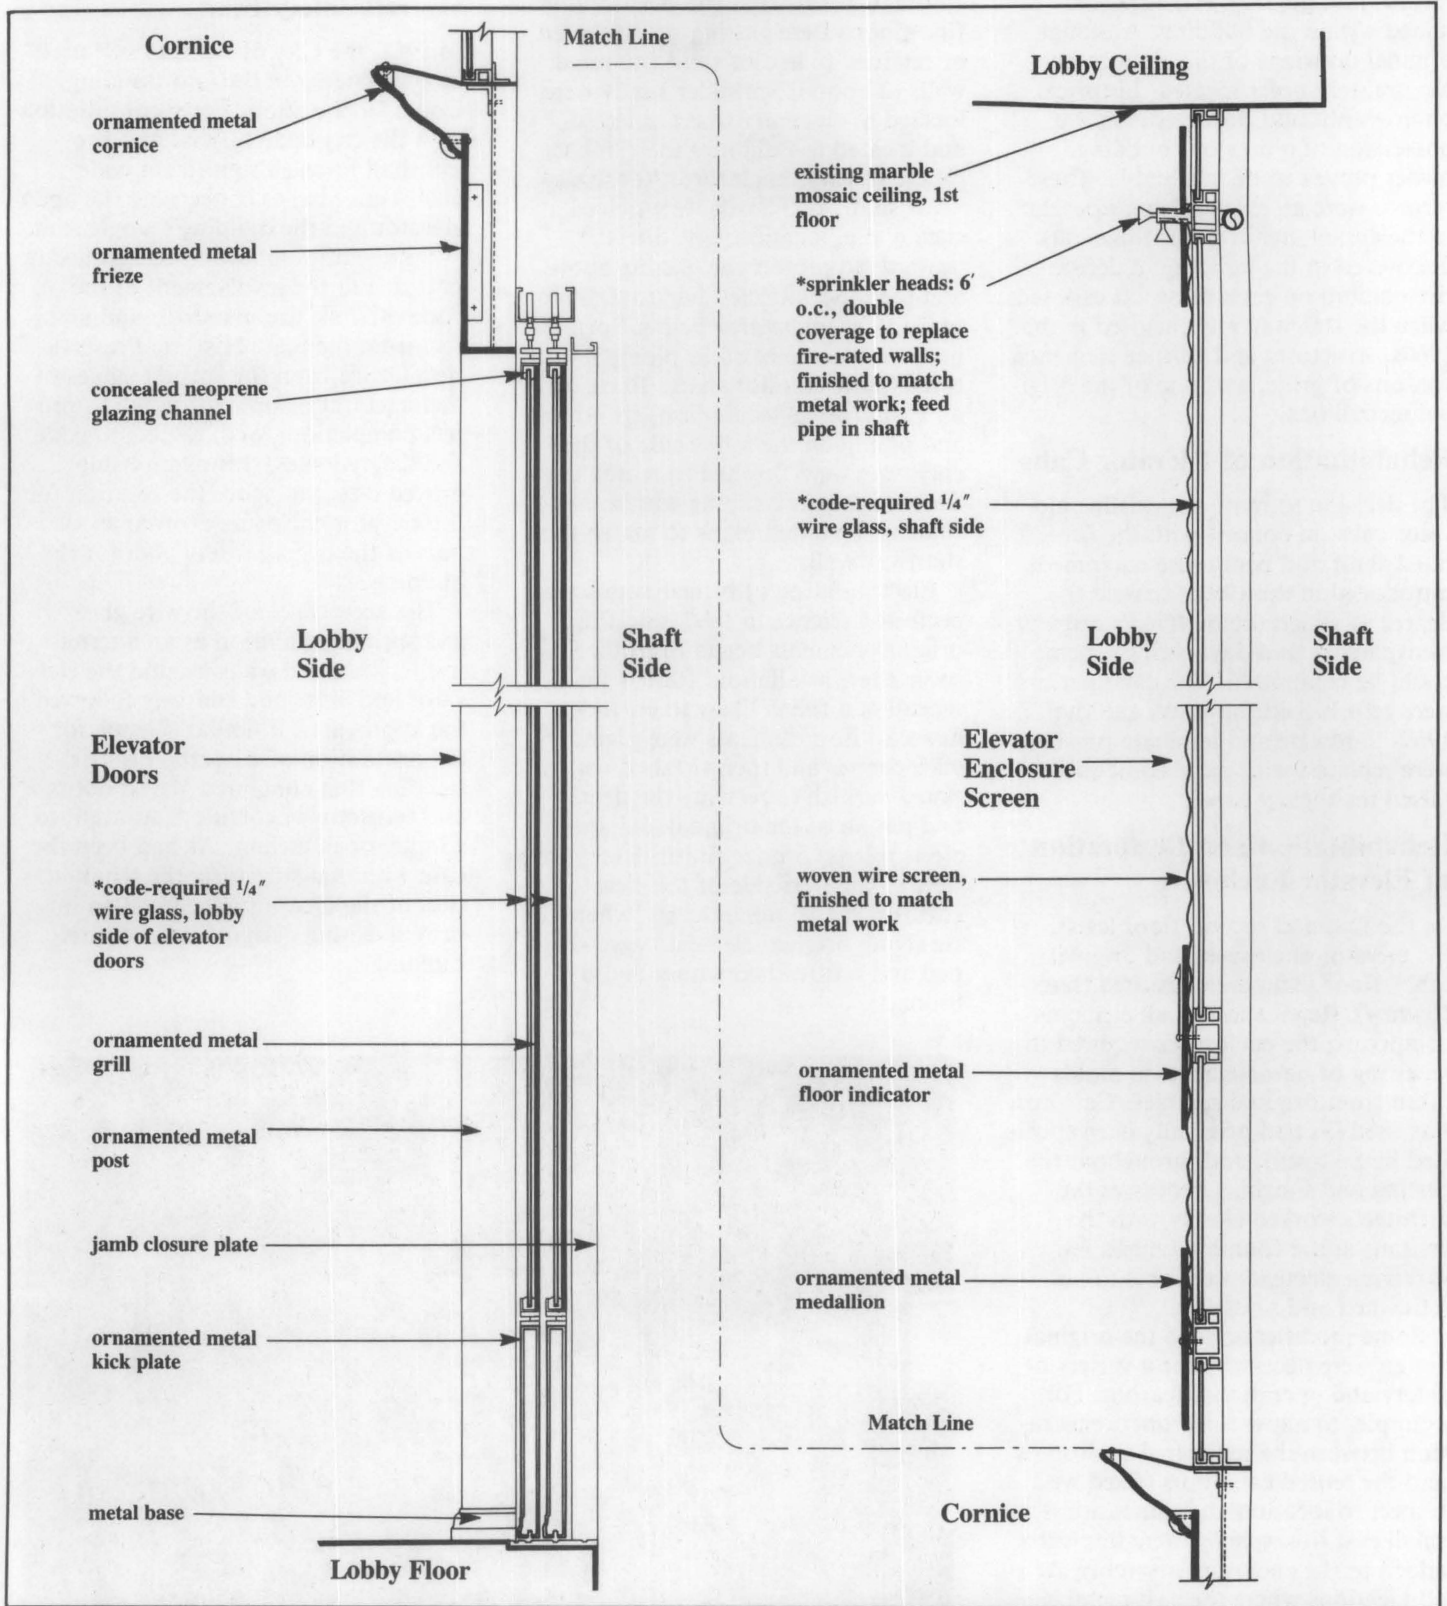 Cornice
ornamented metal
cornice
ornamented metal
frieze
concealed neoprene
glazing channel
Lobby
Side
Shaft
Side
Elevator
Doors
*code-required 1/4"
wire glass, lobby
side of elevator
doors
ornamented metal
grill
ornamented metal
post
jamb closure plate
ornamented metal
kick plate
metal base
Lobby Floor
Match Line
Lobby Ceiling
existing marble
mosaic ceiling, 1st
floor
*sprinkler heads: 6'
o.c., double
coverage to replace
fire-rated walls;
finished to match
metal work; feed
pipe in shaft
*code-required 1/4"
wire glass, shaft side
Lobby
Side
Shaft
Side
Elevator
Enclosure
Screen
woven wire screen,
finished to match
metal work
ornamented metal
floor indicator
ornamented metal
medallion
Match Line
Cornice